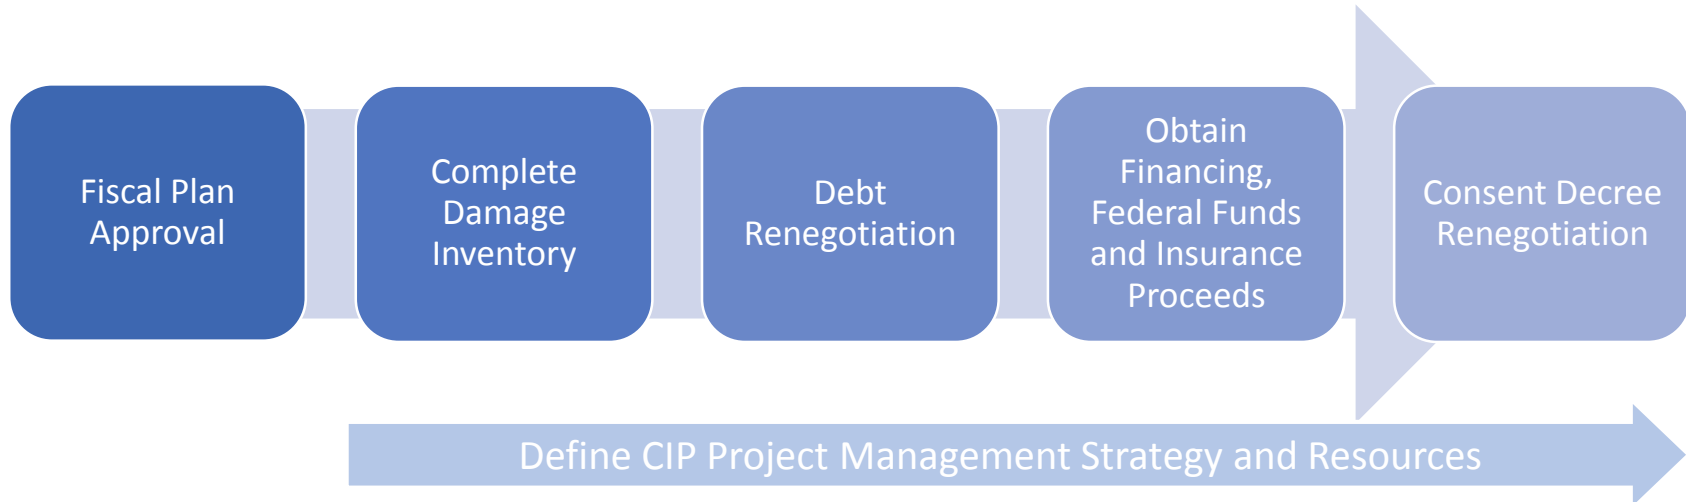 Fiscal Plan
Approval
Complete
Damage
Inventory
Debt
Renegotiation
Obtain
Financing,
Federal Funds
and Insurance
Proceeds
Consent Decree
Renegotiation
Define CIP Project Management Strategy and Resources